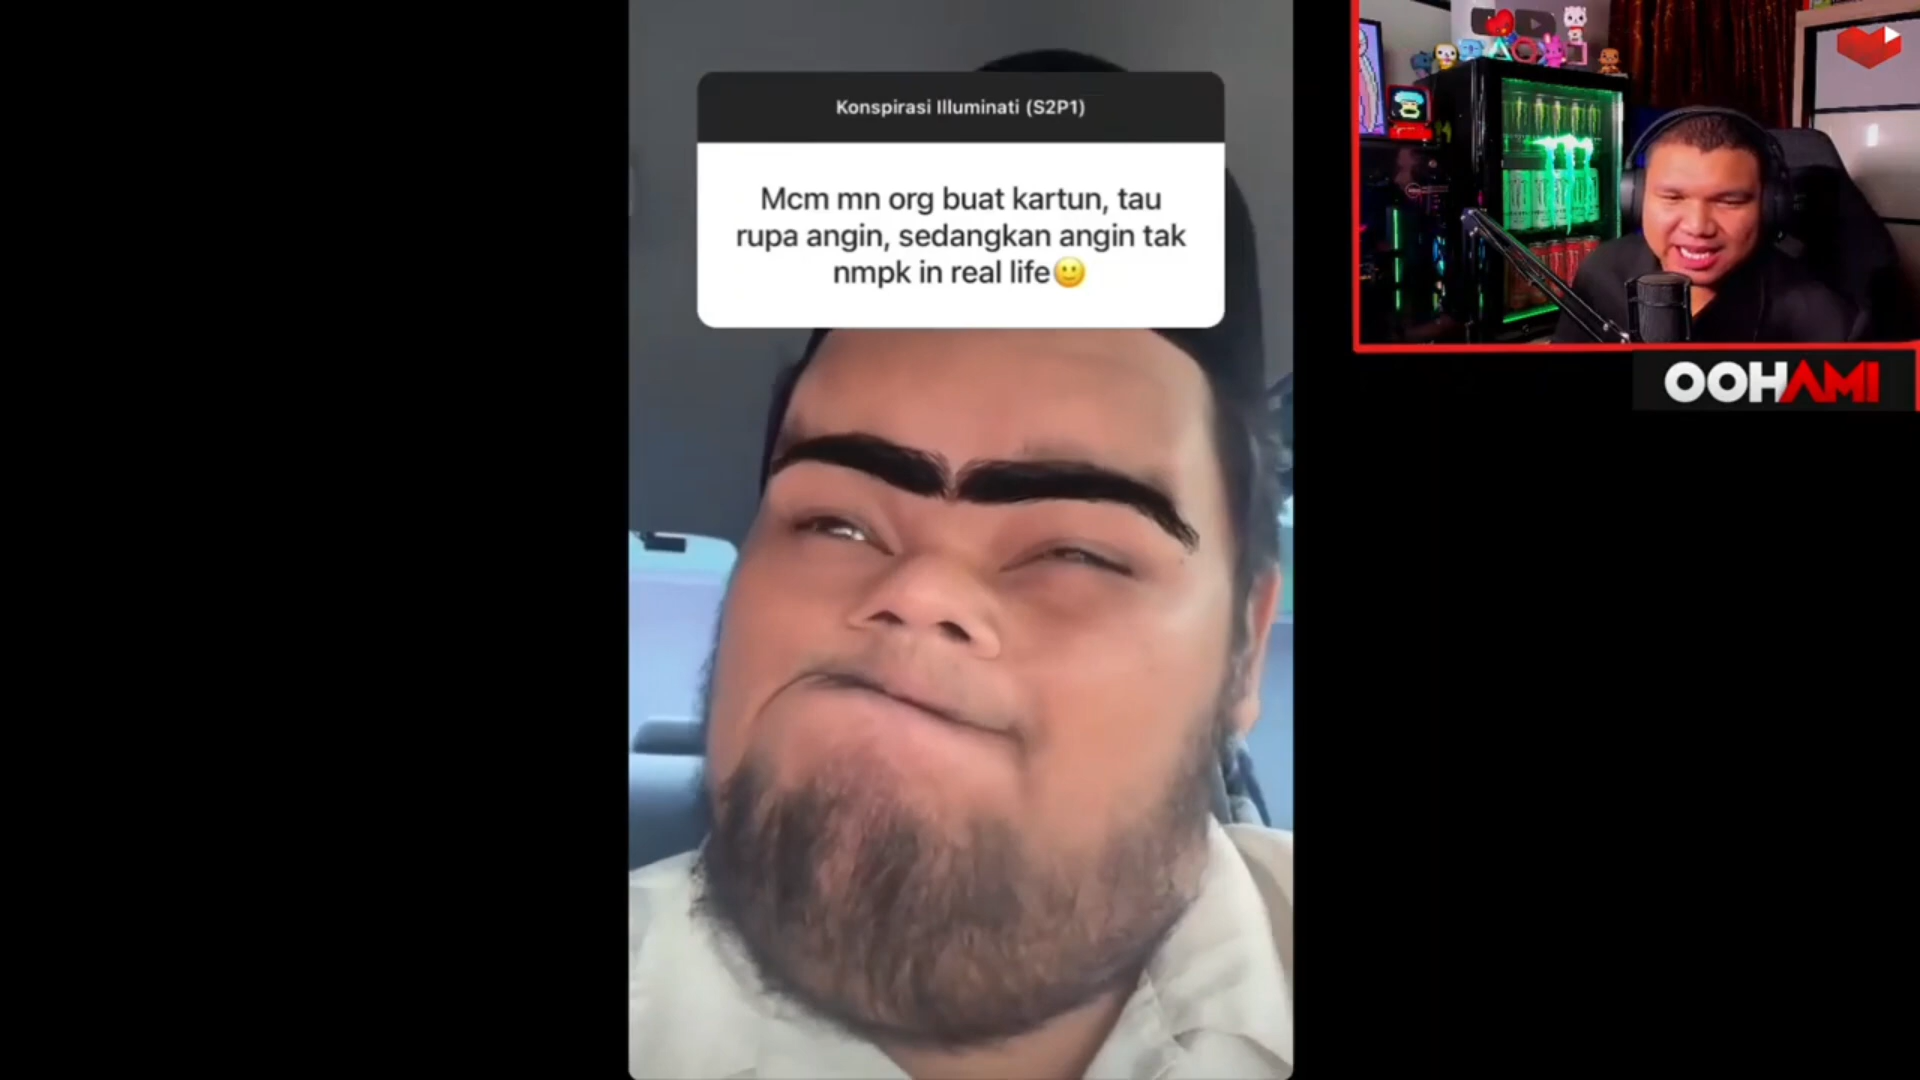 Konspirasi Illuminati (S2P1)
Mcm mn org buat kartun, tau
rupa angin, sedangkan angin tak
nmpk in real life🙂
OOHAMI